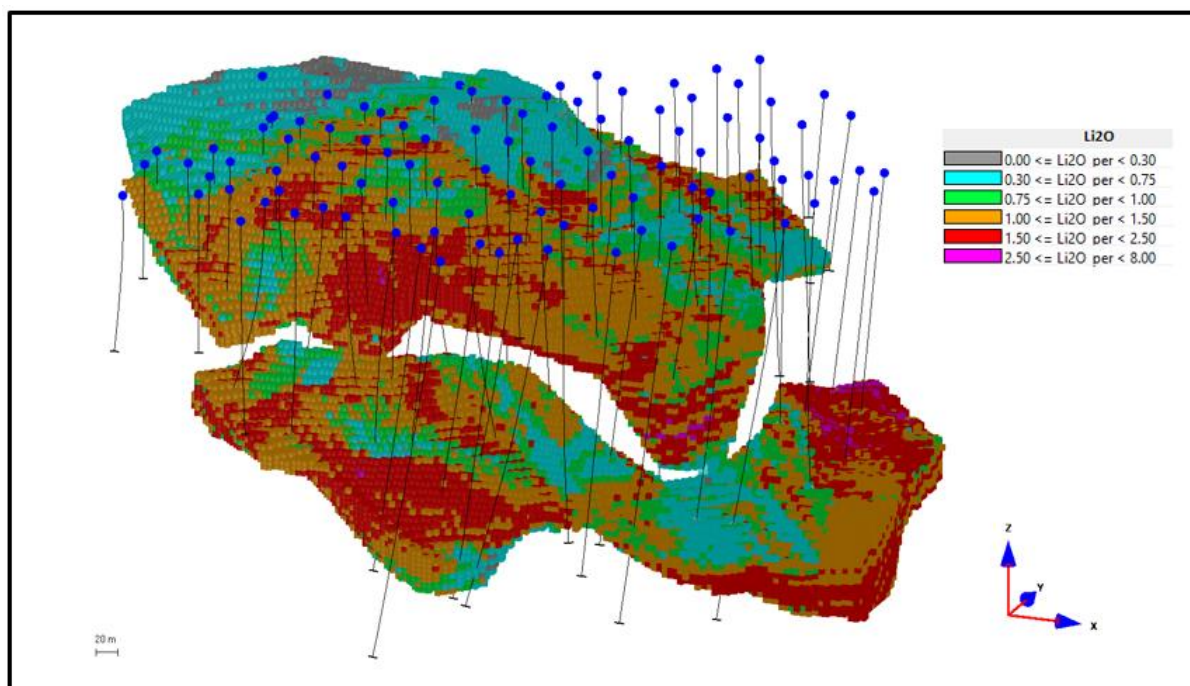 Li2O
0.00 <= Li2O per < 0.30
0.30 <= Li2O per < 0.75
0.75 <= Li2O per < 1.00
1.00 <= Li2O per < 1.50
1.50 <= Li2O per < 2.50
2.50 <= Li2O per < 8.00
Z
Y
X
20 m